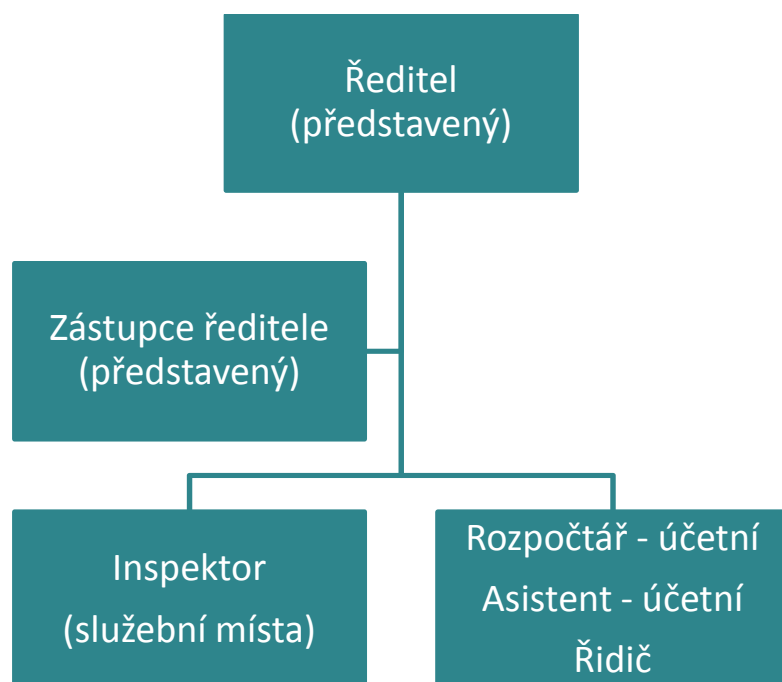 Ředitel
(představený)
Zástupce ředitele
(představený)
Inspektor
(služební místa)
Rozpočtář - účetní
Asistent - účetní
Řidič